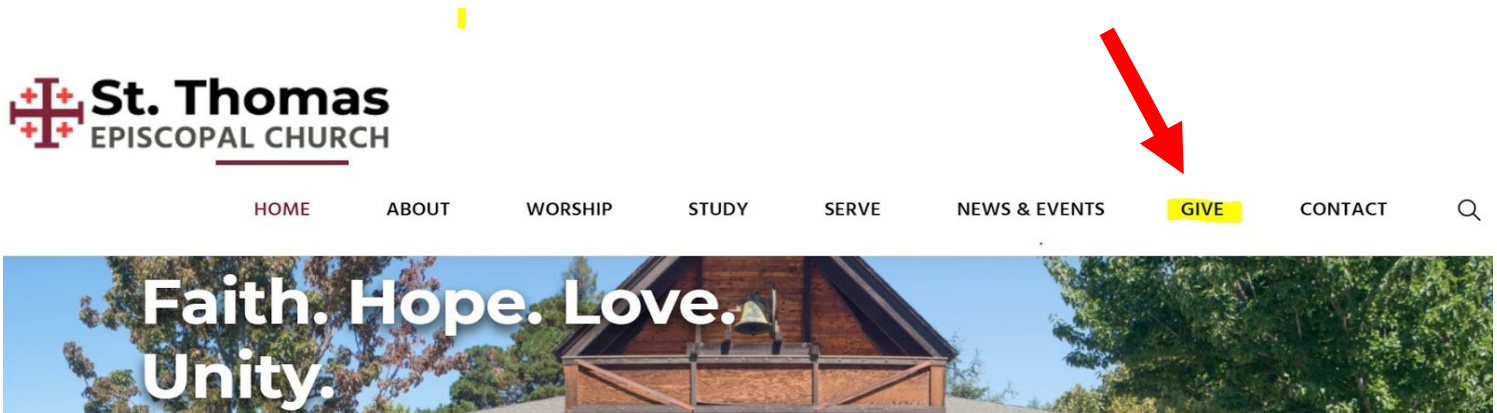 St. Thomas
EPISCOPAL CHURCH
HOME ABOUT WORSHIP STUDY SERVE NEWS & EVENTS GIVE CONTACT
Faith. Hope. Love.
Unity.